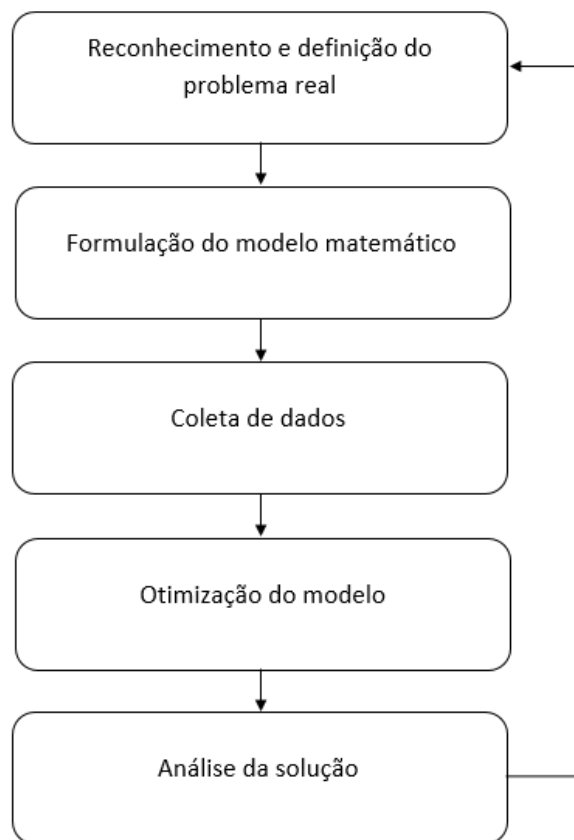 Reconhecimento e definição do
problema real
Formulação do modelo matemático
Coleta de dados
Otimização do modelo
Análise da solução